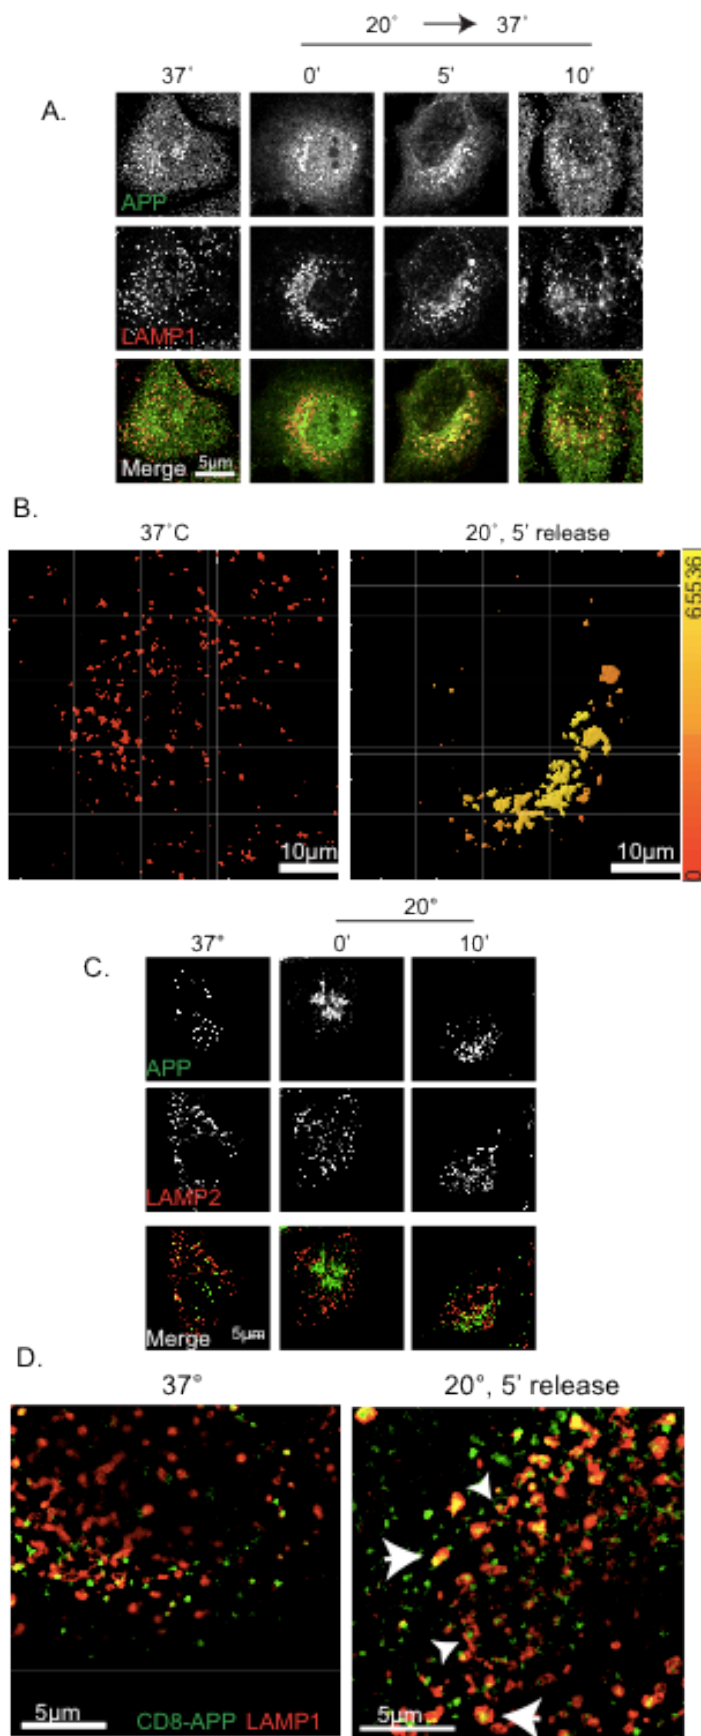 20° 37°
37° 0' 5' 10'
A.
APP
LAMP1
Merge 5µm
B.
37°C 20°, 5' release
65536
0
10µm 10µm
20°
37° 0' 10'
C.
APP
LAMP2
Merge 5µm
D.
37° 20°, 5' release
5µm CD8-APP LAMP1 5µm